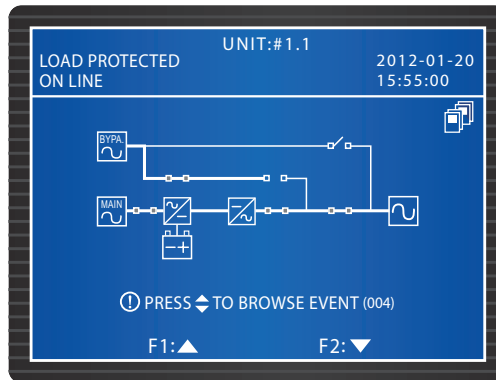 UNIT:#1.1
LOAD PROTECTED
ON LINE
2012-01-20
15:55:00
BYPA.
MAIN
PRESS TO BROWSE EVENT (004)
F1: F2: